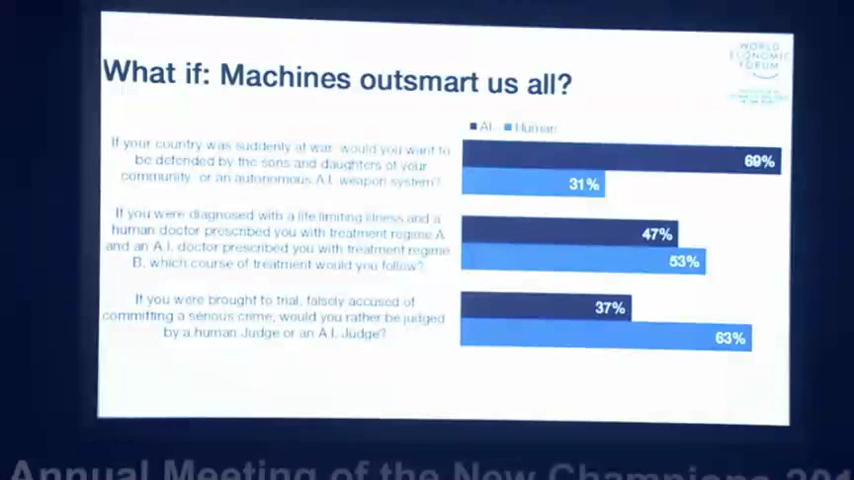 What if: Machines outsmart us all?
WORLD
ECONOMIC
FORUM
AI
Human
If your country was suddenly at war, would you want to
be defended by the sons and daughters of your
community, or an autonomous A.I. weapon system?
69%
31%
If you were diagnosed with a life limiting illness and a
human doctor prescribed you with treatment regime A
and an A.I. doctor prescribed you with treatment regime
B, which course of treatment would you follow?
47%
53%
If you were brought to trial, falsely accused of
committing a serious crime, would you rather be judged
by a human Judge or an A.I. Judge?
37%
63%
Annual Meeting of the New Champions